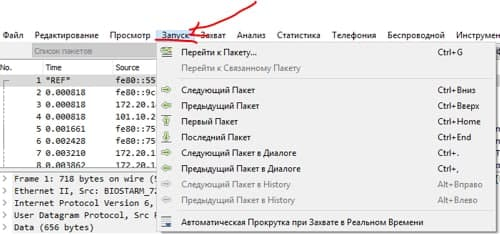 Редактирование Просмотр Запуск Захват Анализ Статистика Телефония Беспроводной Инструмен
Список пакетов
No. Time Source
1 "REF" fe80::55
2 0.000818 fe80::9c
3 0.000818 172.20.1
4 0.000818 101.10.2
5 0.001661 fe80::75
6 0.002428 fe80::75
7 0.003210 172.20.1
8 0.003862 172.20.1
Перейти к Пакету... Ctrl+G
Перейти к Связанному Пакету
Следующий Пакет Ctrl+Вниз
Предыдущий Пакет Ctrl+Вверх
Первый Пакет Ctrl+Home
Последний Пакет Ctrl+End
Следующий Пакет в Диалоге Ctrl+.
Предыдущий Пакет в Диалоге Ctrl+,
Следующий Пакет в History Alt+Вправо
Предыдущий Пакет в History Alt+Влево
Автоматическая Прокрутка при Захвате в Реальном Времени
Frame 1: 718 bytes on wire (5
Ethernet II, Src: BIOSTARM_72
Internet Protocol Version 6,
User Datagram Protocol, Src P
Data (656 bytes)